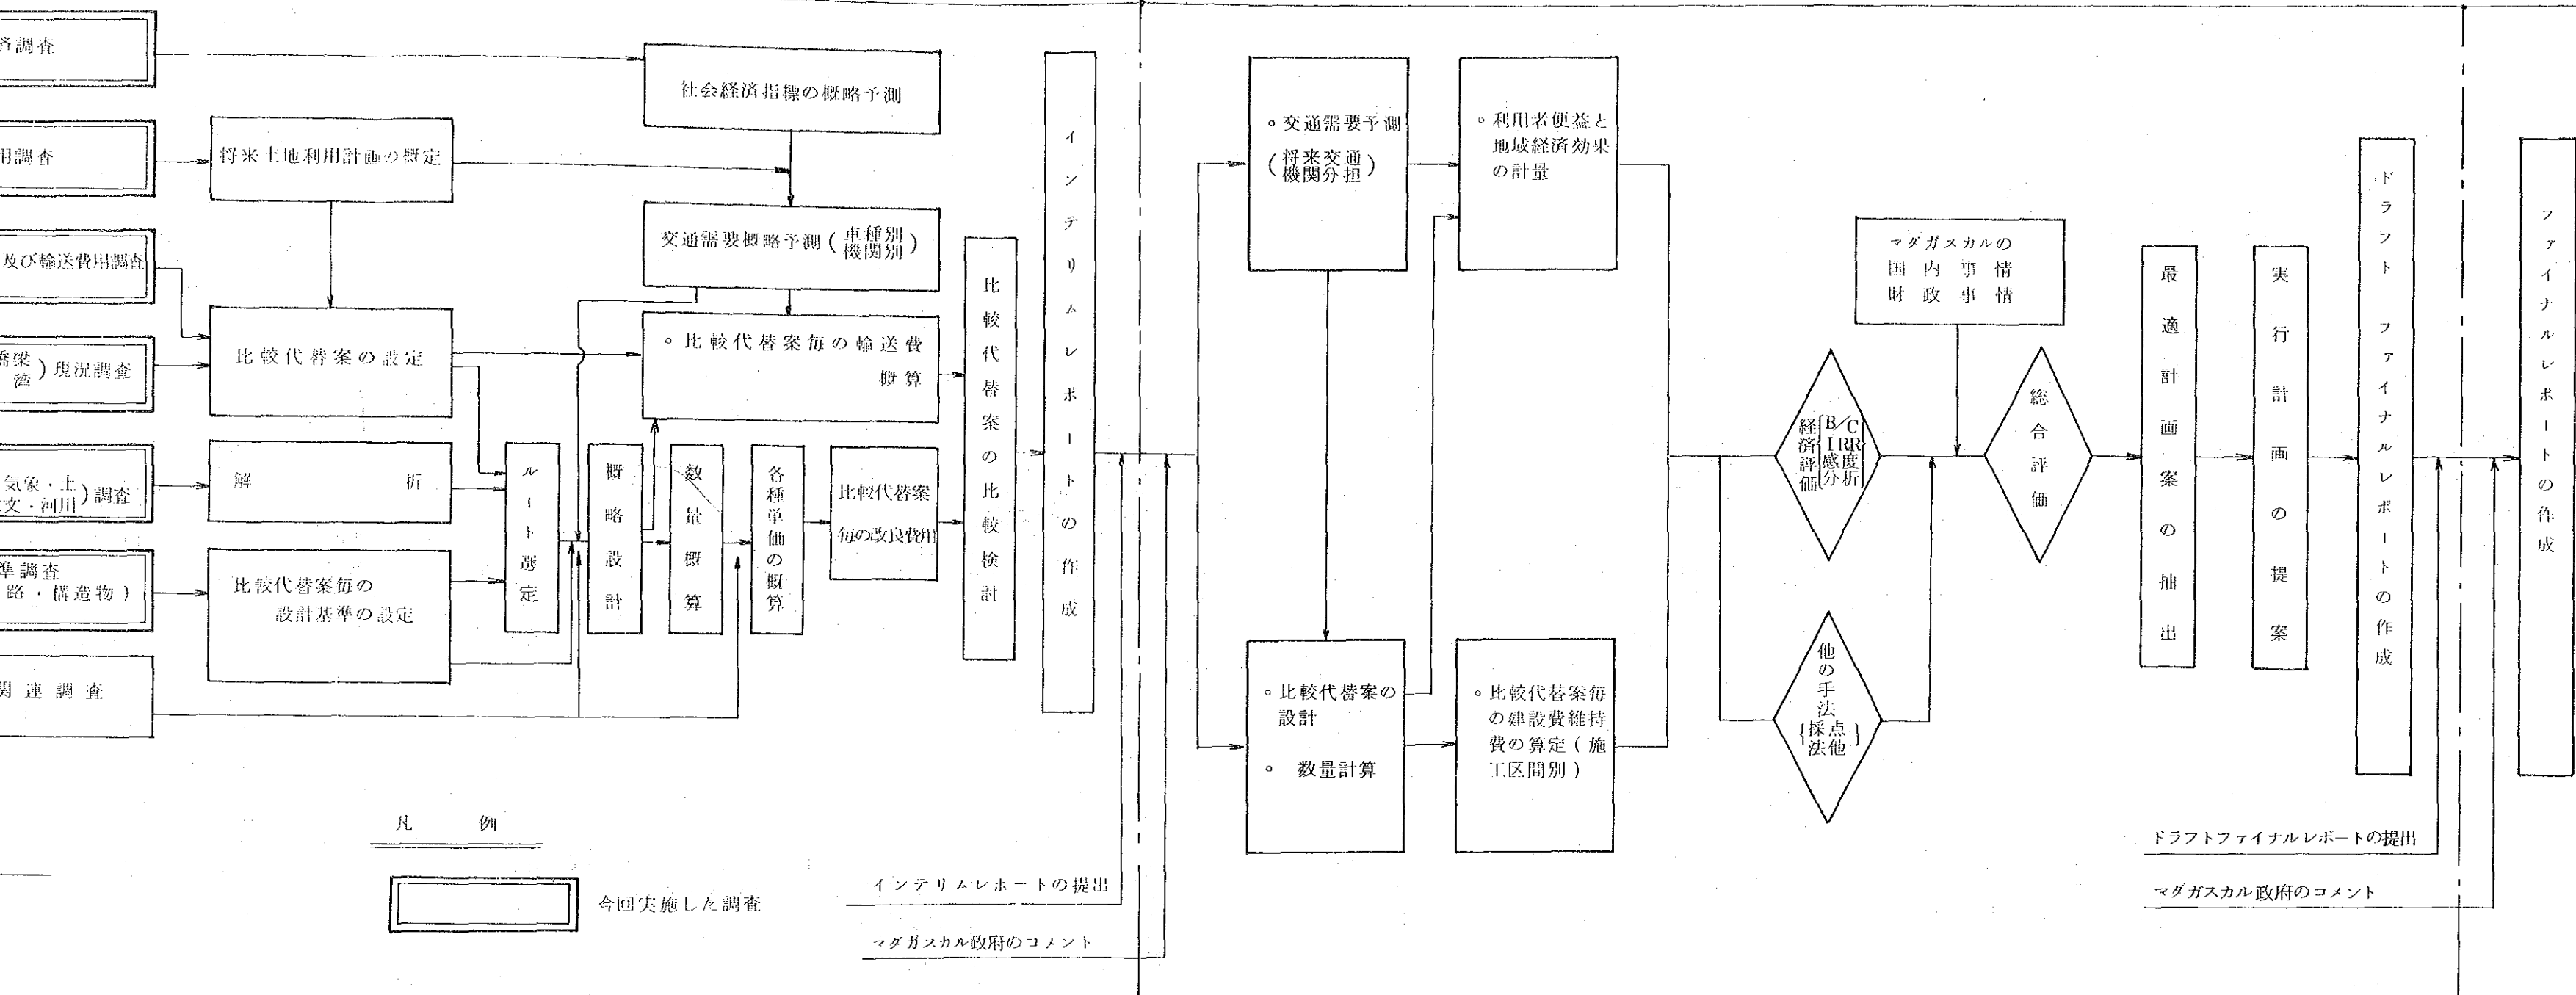 済調査
用調査
及び輸送費用調査
橋梁
湾)現況調査
気象・土
文・河川)調査
準調査
路・構造物)
関連調査
将来土地利用計画の概定
比較代替案の設定
解析
比較代替案毎の
設計基準の設定
社会経済指標の概略予測
交通需要概略予測(車種別
機関別)
○比較代替案毎の輸送費
概算
ルート選定
概略設計
数量概算
各種単価の概算
比較代替案
毎の改良費用
比較代替案の比較検討
インテリムレポートの作成
凡例
今回実施した調査
インテリムレホートの提出
マダガスカル政府のコメント
○交通需要予測
(将来交通
機関分担)
○利用者便益と
地域経済効果
の計量
○比較代替案の
設計
○数量計算
○比較代替案毎
の建設費維持
費の算定(施
工区間別)
経済評価{B/C
IRR
感度
分析}
他の手法
{採点
法他}
マダガスカルの
国内事情
財政事情
総合評価
最適計画案の抽出
実行計画の提案
ドラフトファイナルレポートの作成
ファイナルレポートの作成
ドラフトファイナルレポートの提出
マダガスカル政府のコメント